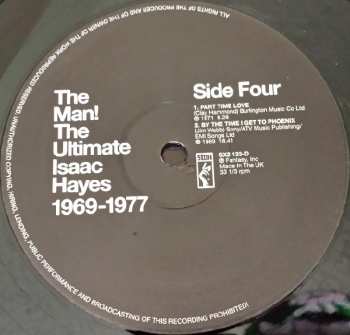 ALL RIGHTS OF THE PRODUCER AND OF THE OWNER OF THE WORK REPRODUCED RESERVED. UNAUTHORIZED COPYING, HIRING, LENDING, PUBLIC PERFORMANCE AND BROADCASTING OF THIS RECORDING PROHIBITED!
The
Man!
The
Ultimate
Isaac
Hayes
1969-1977
Side Four
1. PART TIME LOVE
(Clay Hammond) Burlington Music Co Ltd
℗ 1971 8.29
2. BY THE TIME I GET TO PHOENIX
(Jim Webb) Sony/ATV Music Publishing/
EMI Songs Ltd
℗ 1969 18.41
STAX
SX2 133-D
℗ Fantasy, Inc
Made In The UK
33 1/3 rpm